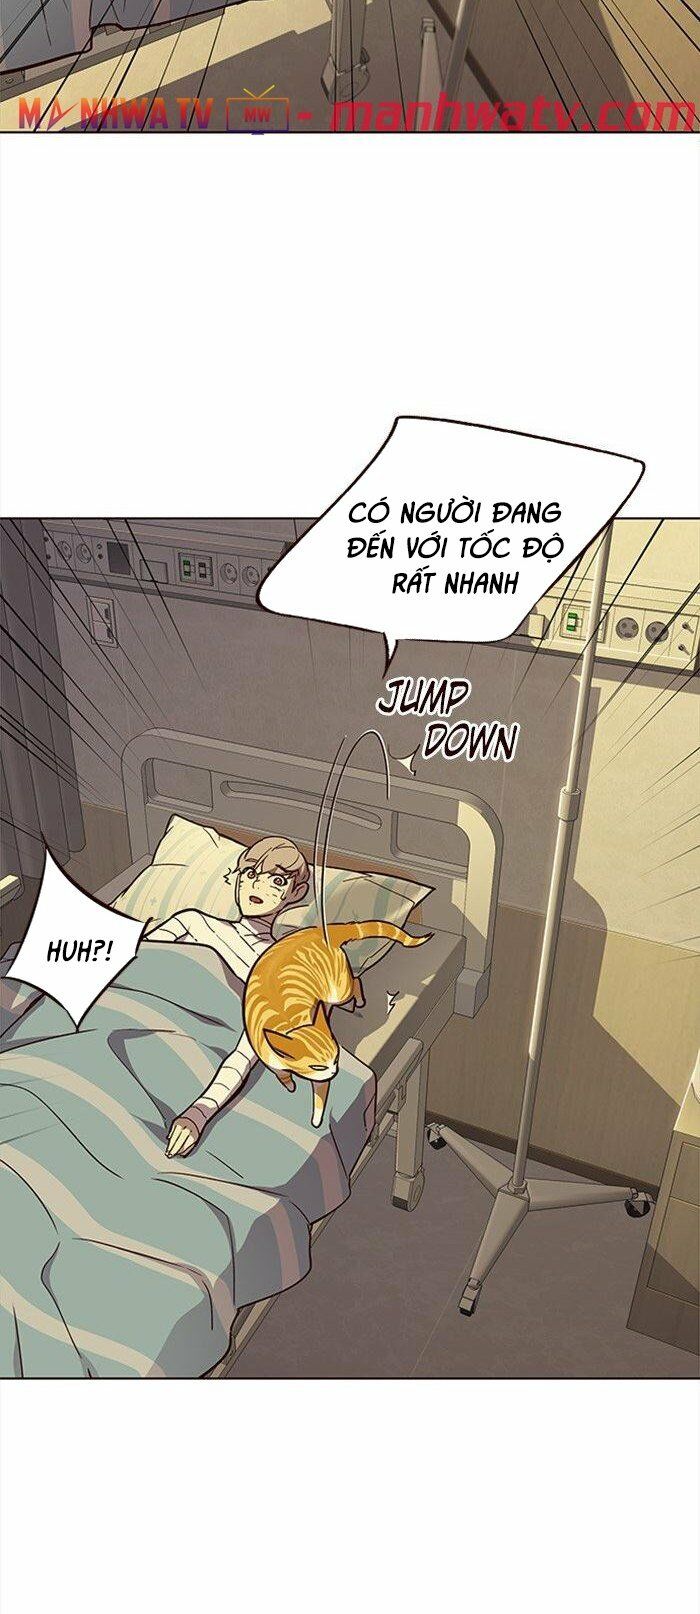 MANHWA TV MW - manhwatv.com
CÓ NGƯỜI ĐANG
ĐẾN VỚI TỐC ĐỘ
RẤT NHANH
JUMP
DOWN
HUH?!